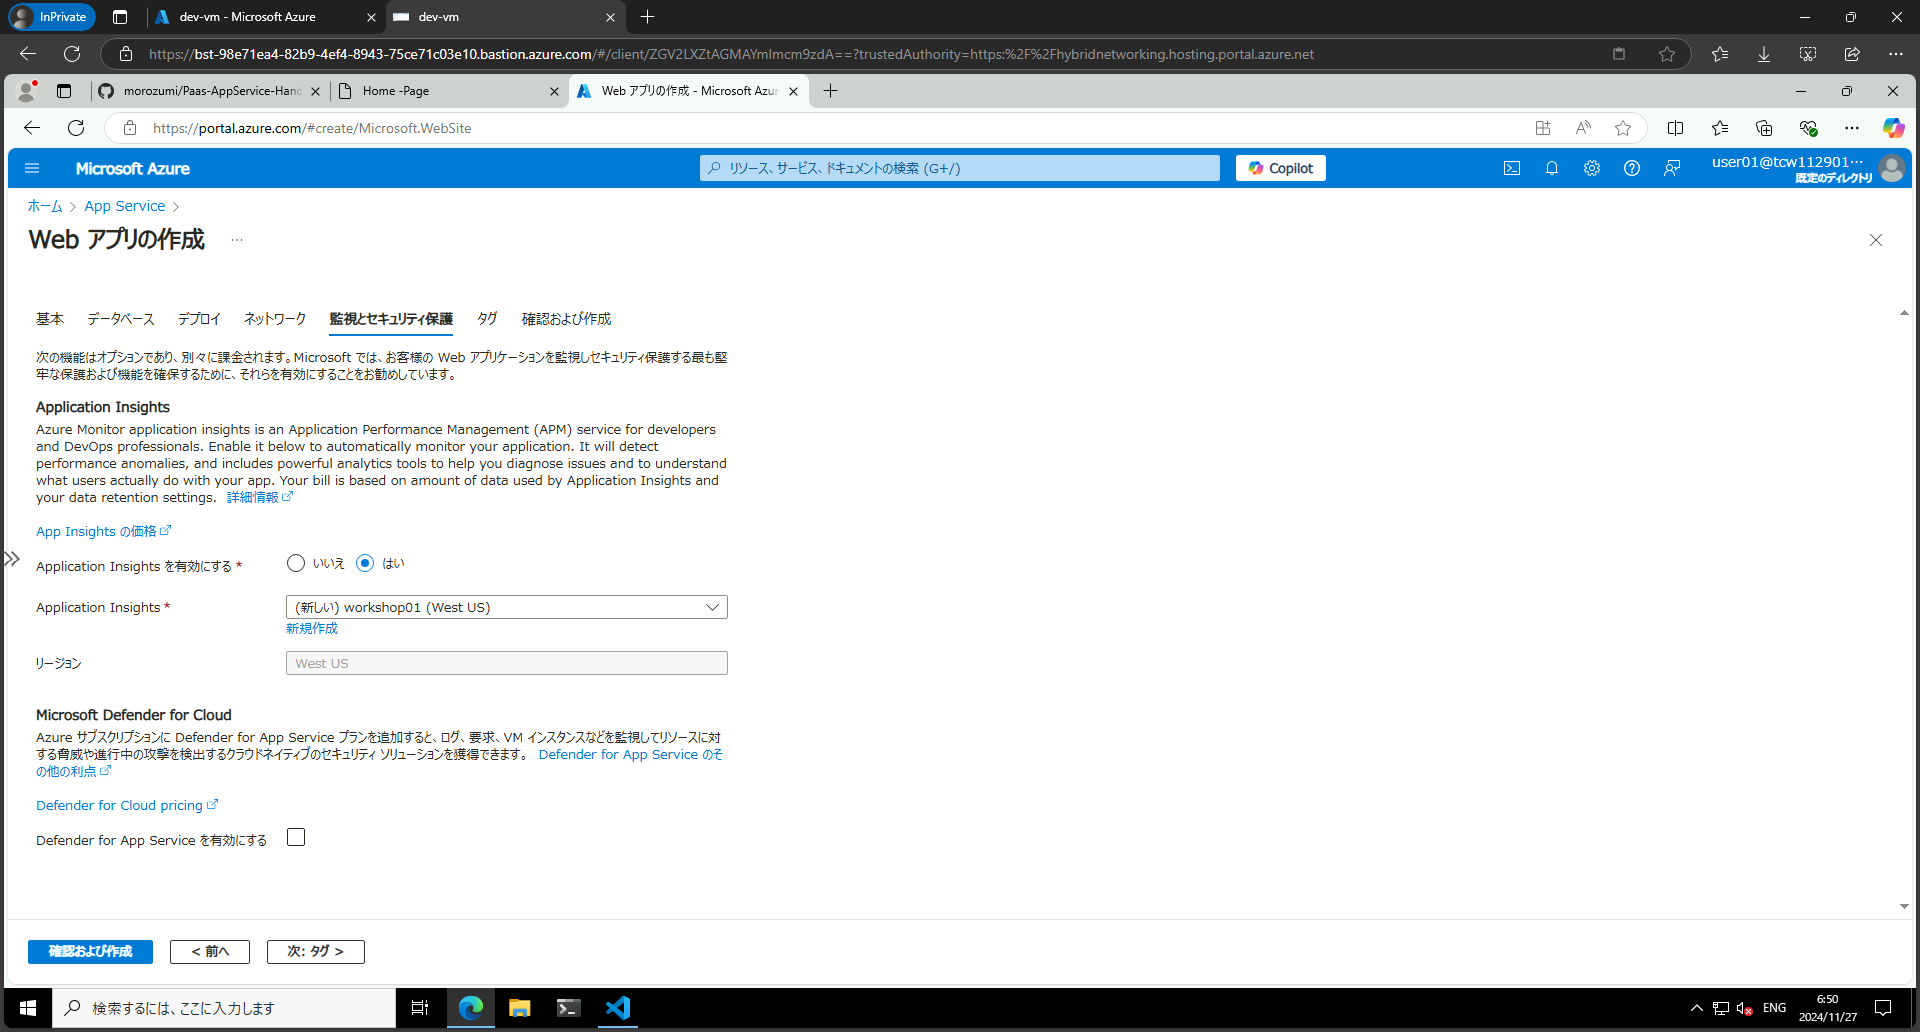 InPrivate
dev-vm - Microsoft Azure
dev-vm
https://bst-98e71ea4-82b9-4ef4-8943-75ce71c03e10.bastion.azure.com/#/client/ZGV2LXZtAGMAYmlmcm9zdA==?trustedAuthority=https:%2F%2Fhybridnetworking.hosting.portal.azure.net
morozumi/Paas-AppService-Hand
Home -Page
Web アプリの作成 - Microsoft Azur
https://portal.azure.com/#create/Microsoft.WebSite
Microsoft Azure
リソース、サービス、ドキュメントの検索 (G+/)
Copilot
user01@tcw112901…
既定のディレクトリ
ホーム > App Service >
Web アプリの作成 …
基本 データベース デプロイ ネットワーク 監視とセキュリティ保護 タグ 確認および作成
次の機能はオプションであり、別々に課金されます。Microsoft では、お客様の Web アプリケーションを監視しセキュリティ保護する最も堅
牢な保護および機能を確保するために、それらを有効にすることをお勧めしています。
Application Insights
Azure Monitor application insights is an Application Performance Management (APM) service for developers
and DevOps professionals. Enable it below to automatically monitor your application. It will detect
performance anomalies, and includes powerful analytics tools to help you diagnose issues and to understand
what users actually do with your app. Your bill is based on amount of data used by Application Insights and
your data retention settings. 詳細情報
App Insights の価格
Application Insights を有効にする *
いいえ はい
Application Insights *
(新しい) workshop01 (West US)
新規作成
リージョン
West US
Microsoft Defender for Cloud
Azure サブスクリプションに Defender for App Service プランを追加すると、ログ、要求、VM インスタンスなどを監視してリソースに対
する脅威や進行中の攻撃を検出するクラウドネイティブのセキュリティ ソリューションを獲得できます。 Defender for App Service のそ
の他の利点
Defender for Cloud pricing
Defender for App Service を有効にする
確認および作成
< 前へ
次: タグ >
検索するには、ここに入力します
ENG
6:50
2024/11/27